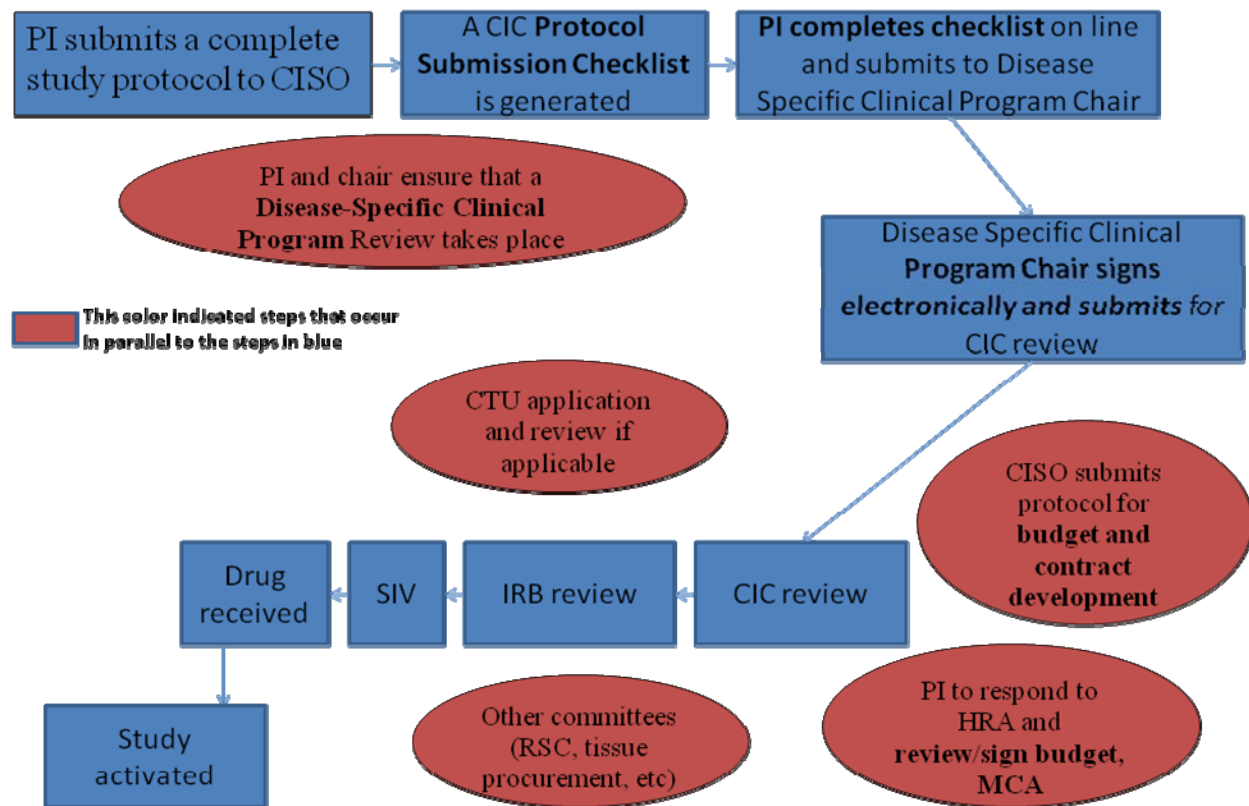 PI submits a complete
study protocol to CISO
A CIC Protocol
Submission Checklist
is generated
PI completes checklist on line
and submits to Disease
Specific Clinical Program Chair
PI and chair ensure that a
Disease-Specific Clinical
Program Review takes place
Disease Specific Clinical
Program Chair signs
electronically and submits for
CIC review
This color indicated steps that occur
in parallel to the steps in blue
CTU application
and review if
applicable
CISO submits
protocol for
budget and
contract
development
Drug
received
SIV
IRB review
CIC review
Study
activated
Other committees
(RSC, tissue
procurement, etc)
PI to respond to
HRA and
review/sign budget,
MCA